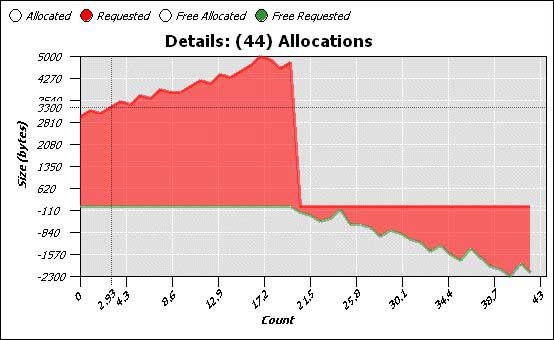 Allocated Requested Free Allocated Free Requested
Details: (44) Allocations
5000
4270
3540
3300
2810
2080
1350
620
-110
-840
-1570
-2300
Size (bytes)
0 2.93 4.3 8.6 12.9 17.2 21.5 25.8 30.1 34.4 38.7 43
Count